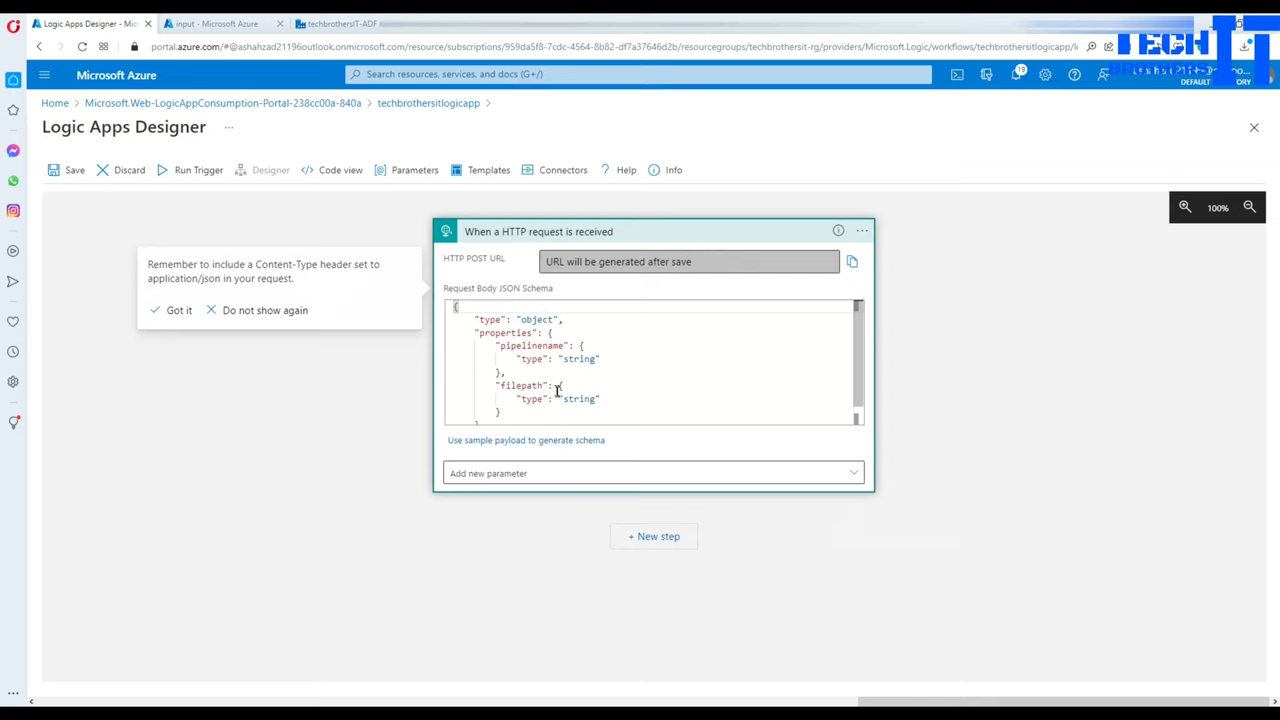 Logic Apps Designer - Mic
input - Microsoft Azure
techbrothersIT-ADF
portal.azure.com/#@ashahzad21196outlook.onmicrosoft.com/resource/subscriptions/959da5f8-7cdc-4564-8b82-df7a37646d2b/resourcegroups/techbrothersit-rg/providers/Microsoft.Logic/workflows/techbrothersitlogicapp/l
TECH IT
BROTHERS
Microsoft Azure
Search resources, services, and docs (G+/)
19
DEFAULT
Home > Microsoft.Web-LogicAppConsumption-Portal-238cc00a-840a > techbrothersitlogicapp >
Logic Apps Designer ...
Save
Discard
Run Trigger
Designer
</> Code view
[@] Parameters
Templates
Connectors
? Help
Info
100%
When a HTTP request is received
HTTP POST URL
URL will be generated after save
Remember to include a Content-Type header set to
application/json in your request.
Got it
Do not show again
Request Body JSON Schema
{
"type": "object",
"properties": {
"pipelinename": {
"type": "string"
},
"filepath": {
"type": "string"
}
Use sample payload to generate schema
Add new parameter
+ New step